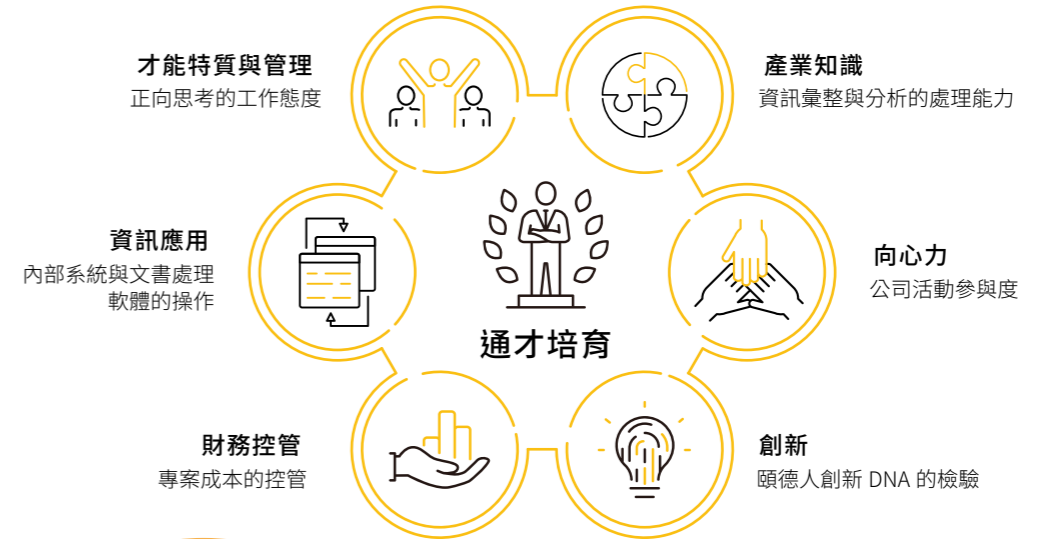 才能特質與管理
正向思考的工作態度
產業知識
資訊彙整與分析的處理能力
資訊應用
內部系統與文書處理
軟體的操作
向心力
公司活動參與度
通才培育
財務控管
專案成本的控管
創新
頤德人創新 DNA 的檢驗